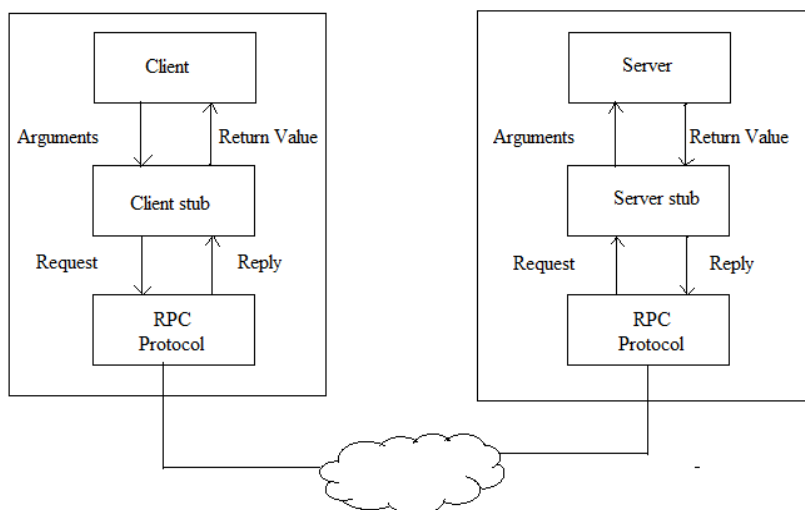 Client
Arguments
Return Value
Client stub
Request
Reply
RPC
Protocol
Server
Arguments
Return Value
Server stub
Request
Reply
RPC
Protocol